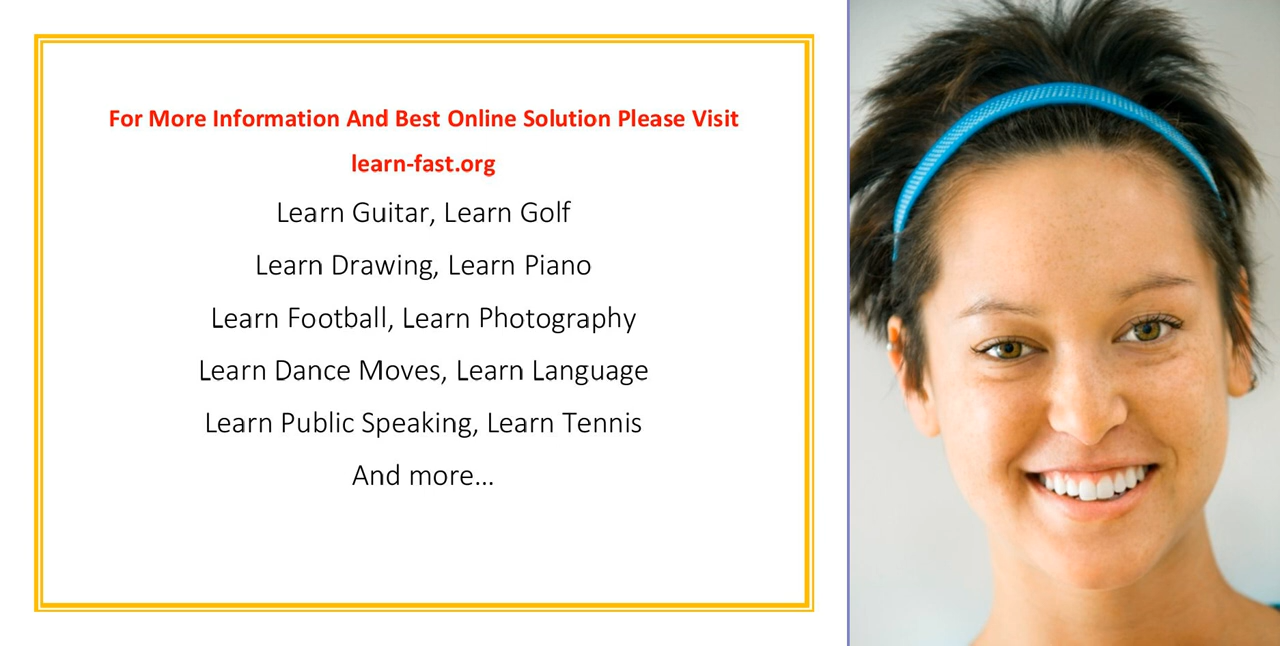 For More Information And Best Online Solution Please Visit
learn-fast.org
Learn Guitar, Learn Golf
Learn Drawing, Learn Piano
Learn Football, Learn Photography
Learn Dance Moves, Learn Language
Learn Public Speaking, Learn Tennis
And more...